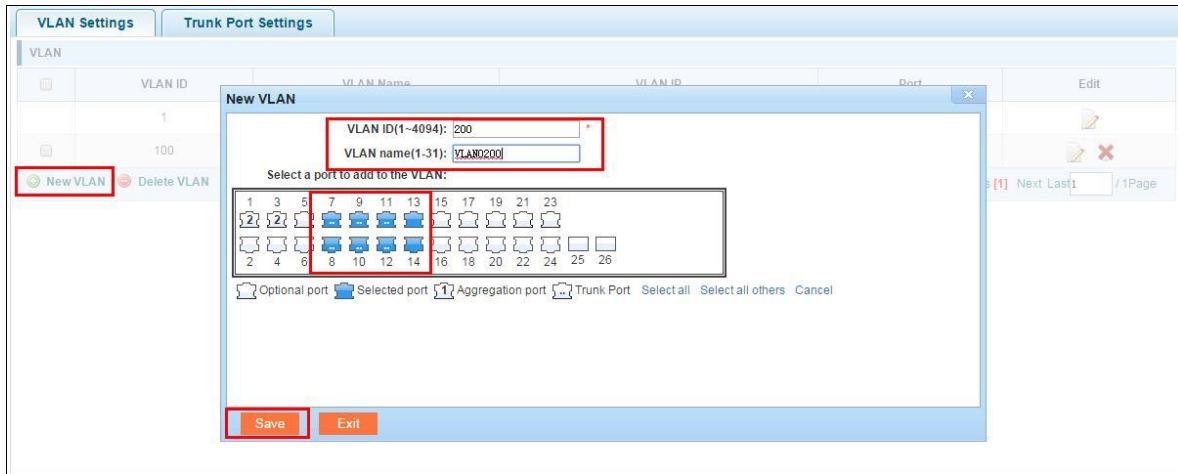 VLAN Settings Trunk Port Settings
VLAN
VLAN ID VLAN Name VLAN IP Port Edit
New VLAN
1
VLAN ID(1~4094): 200 *
100
VLAN name(1-31): VLAN0200
New VLAN Delete VLAN
[1] Next Last 1 / 1Page
Select a port to add to the VLAN:
1 3 5 7 9 11 13 15 17 19 21 23
2 2
2 4 6 8 10 12 14 16 18 20 22 24 25 26
Optional port Selected port 1 Aggregation port Trunk Port Select all Select all others Cancel
Save Exit